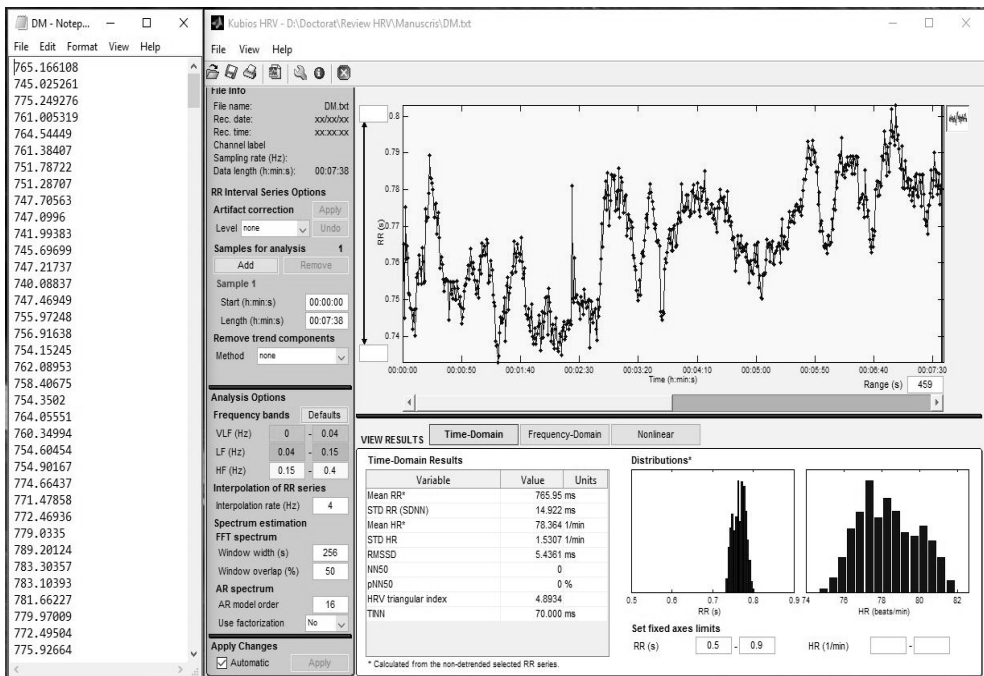 DM - Notep...
File Edit Format View Help
765.166108
745.025261
775.249276
761.005319
764.54449
761.38407
751.78722
751.28707
747.70563
747.0996
741.99383
745.69699
747.21737
740.08837
747.46949
755.97248
756.91638
754.15245
762.08953
758.40675
754.3502
764.05551
760.34994
754.60454
754.90167
774.66437
771.47858
772.46936
779.0335
789.20124
783.30357
783.10393
781.66227
779.97009
772.49504
775.92664
Kubios HRV - D:\Doctorat\Review HRV\Manuscris\DM.txt
File View Help
File Info
File name: DM.txt
Rec. date: xx/xx/xx
Rec. time: xx:xx:xx
Channel label
Sampling rate (Hz):
Data length (h:min:s): 00:07:38
RR Interval Series Options
Artifact correction Apply
Level none Undo
Samples for analysis 1
Add Remove
Sample 1
Start (h:min:s) 00:00:00
Length (h:min:s) 00:07:38
Remove trend components
Method none
Analysis Options
Frequency bands Defaults
VLF (Hz) 0 - 0.04
LF (Hz) 0.04 - 0.15
HF (Hz) 0.15 - 0.4
Interpolation of RR series
Interpolation rate (Hz) 4
Spectrum estimation
FFT spectrum
Window width (s) 256
Window overlap (%) 50
AR spectrum
AR model order 16
Use factorization No
Apply Changes
Automatic Apply
0.8
0.79
0.78
0.77
0.76
0.75
0.74
RR (s)
00:00:00 00:00:50 00:01:40 00:02:30 00:03:20 00:04:10 00:05:00 00:05:50 00:06:40 00:07:30
Time (h:min:s)
Range (s) 459
VIEW RESULTS Time-Domain Frequency-Domain Nonlinear
Time-Domain Results
Variable Value Units
Mean RR* 765.95 ms
STD RR (SDNN) 14.922 ms
Mean HR* 78.364 1/min
STD HR 1.5307 1/min
RMSSD 5.4361 ms
NN50 0
pNN50 0 %
HRV triangular index 4.8934
TINN 70.000 ms
* Calculated from the non-detrended selected RR series.
Distributions*
0.5 0.6 0.7 0.8 0.9
RR (s)
74 76 78 80 82
HR (beats/min)
Set fixed axes limits
RR (s) 0.5 - 0.9 HR (1/min) -